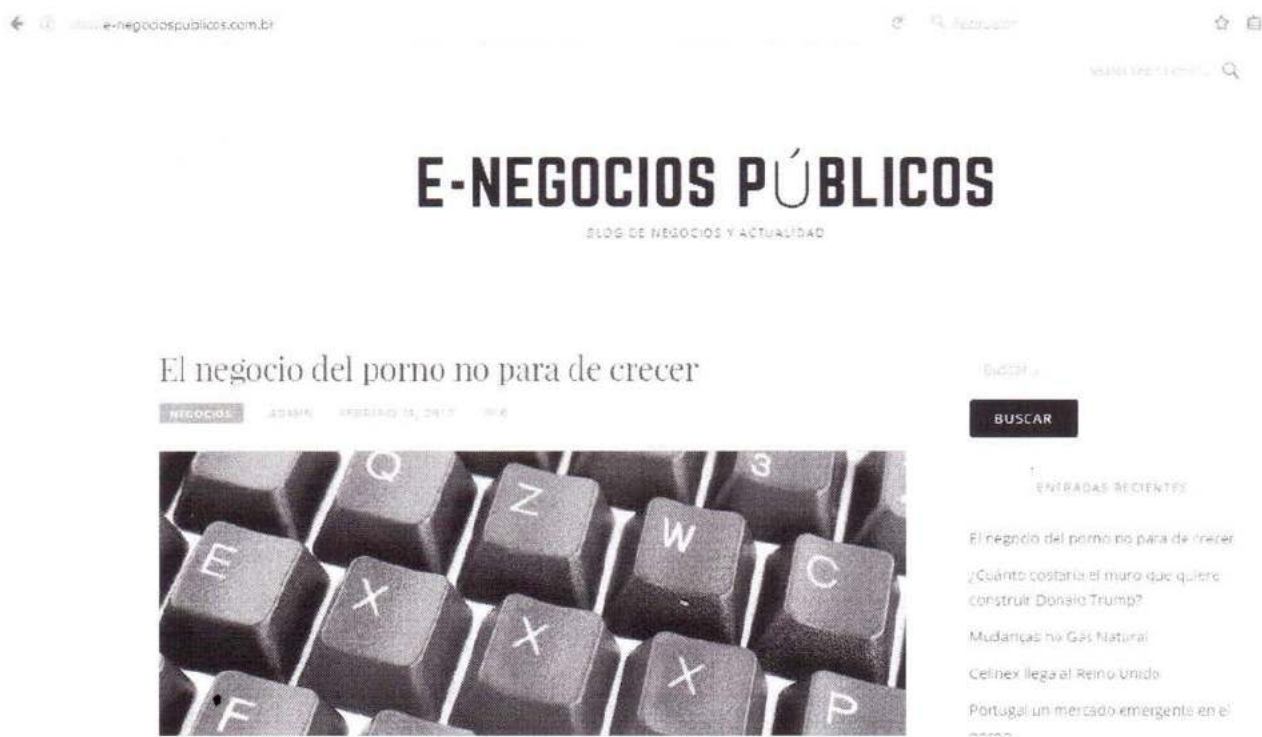 e-negociospublicos.com.br
E-NEGOCIOS PÚBLICOS
BLOG DE NEGOCIOS Y ACTUALIDAD
El negocio del porno no para de crecer
NEGOCIOS ADMIN
Buscar
BUSCAR
ENTRADAS RECIENTES
El negocio del porno no para de crecer
¿Cuánto costaría el muro que quiere
construir Donald Trump?
Mudanças no Gás Natural
Cellnex llega al Reino Unido
Portugal un mercado emergente en el
Q Z W 3
E X X X C
F P